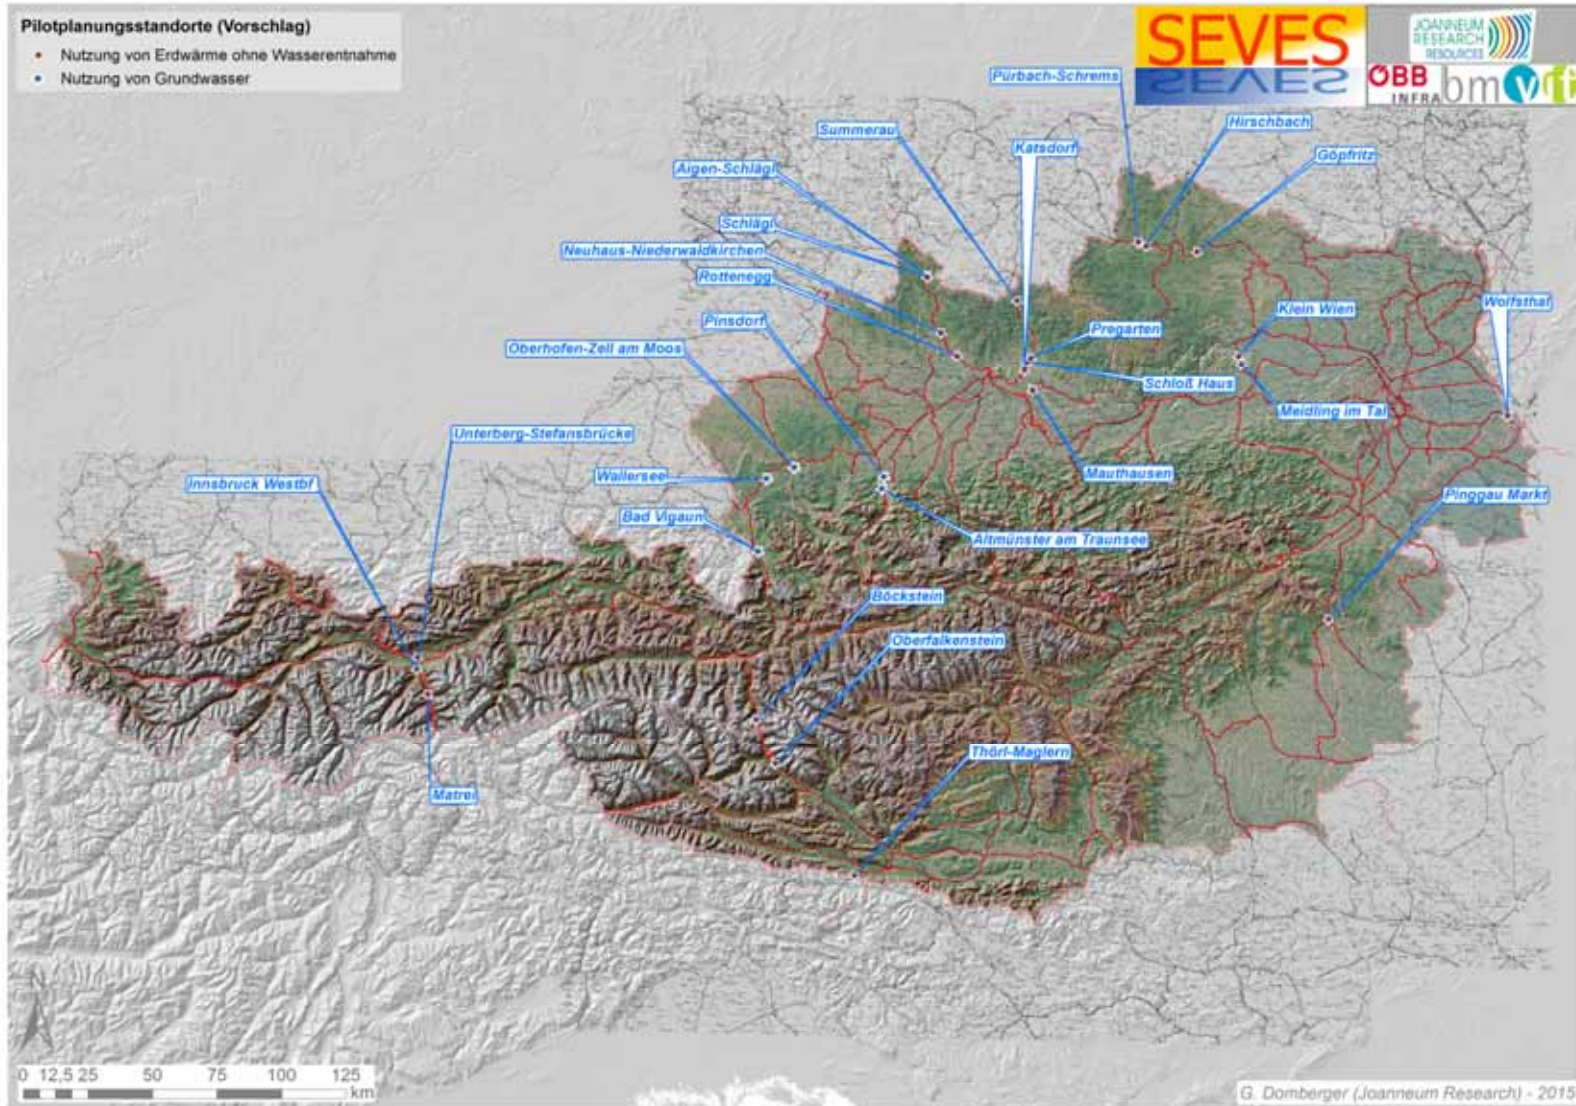 Pilotplanungsstandorte (Vorschlag)
Nutzung von Erdwärme ohne Wasserentnahme
Nutzung von Grundwasser
SEVES
SEVES
JOANNEUM
RESEARCH
RESOURCES
ÖBB
INFRA
bmvit
Pürbach-Schrems
Hirschbach
Summerau
Katsdorf
Göpfritz
Aigen-Schlägl
Schlägl
Neuhaus-Niederwaldkirchen
Rottenegg
Pinsdorf
Oberhofen-Zell am Moos
Klein Wien
Wolfsthal
Pregarten
Schloß Haus
Meidling im Tal
Unterberg-Stefansbrücke
Innsbruck Westbf
Wallersee
Mauthausen
Pinggau Markt
Bad Vigaun
Altmünster am Traunsee
Böckstein
Oberfalkenstein
Thörl-Maglern
Matrei
N
0 12,5 25 50 75 100 125
km
G. Domberger (Joanneum Research) - 2015